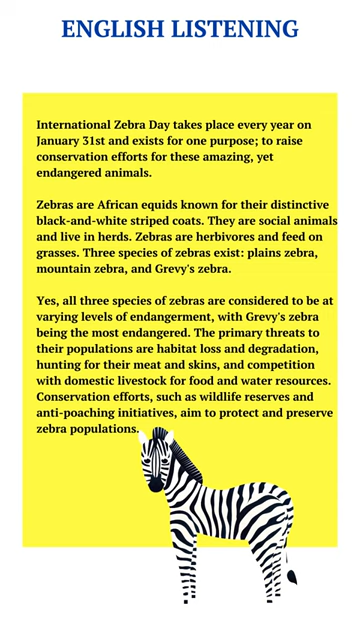 ENGLISH LISTENING
International Zebra Day takes place every year on
January 31st and exists for one purpose; to raise
conservation efforts for these amazing, yet
endangered animals.
Zebras are African equids known for their distinctive
black-and-white striped coats. They are social animals
and live in herds. Zebras are herbivores and feed on
grasses. Three species of zebras exist: plains zebra,
mountain zebra, and Grevy's zebra.
Yes, all three species of zebras are considered to be at
varying levels of endangerment, with Grevy's zebra
being the most endangered. The primary threats to
their populations are habitat loss and degradation,
hunting for their meat and skins, and competition
with domestic livestock for food and water resources.
Conservation efforts, such as wildlife reserves and
anti-poaching initiatives, aim to protect and preserve
zebra populations.